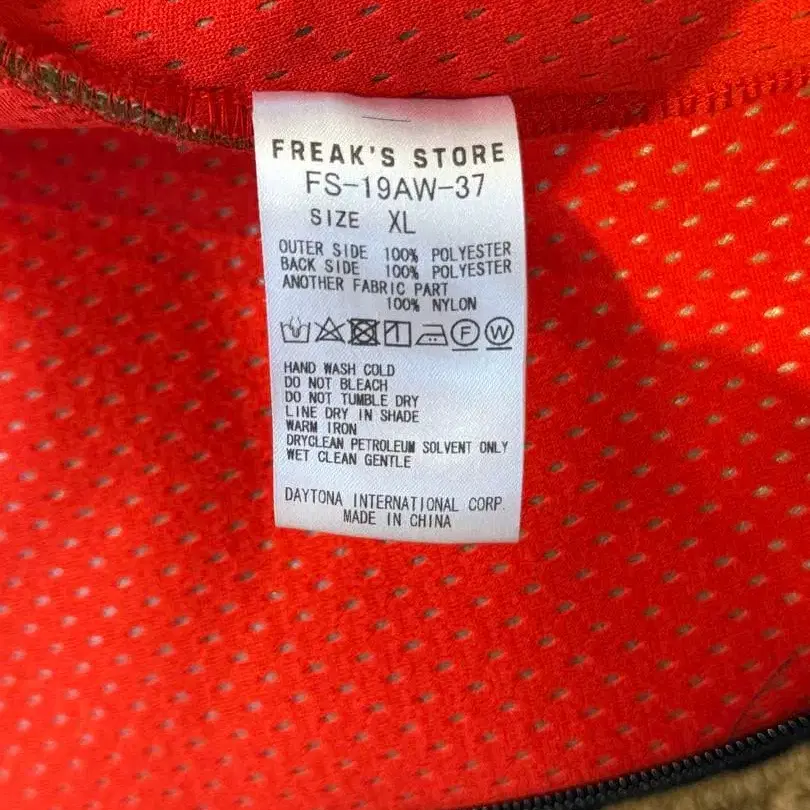 FREAK'S STORE
FS-19AW-37
SIZE XL
OUTER SIDE 100% POLYESTER
BACK SIDE 100% POLYESTER
ANOTHER FABRIC PART
100% NYLON
F W
HAND WASH COLD
DO NOT BLEACH
DO NOT TUMBLE DRY
LINE DRY IN SHADE
WARM IRON
DRYCLEAN PETROLEUM SOLVENT ONLY
WET CLEAN GENTLE
DAYTONA INTERNATIONAL CORP.
MADE IN CHINA